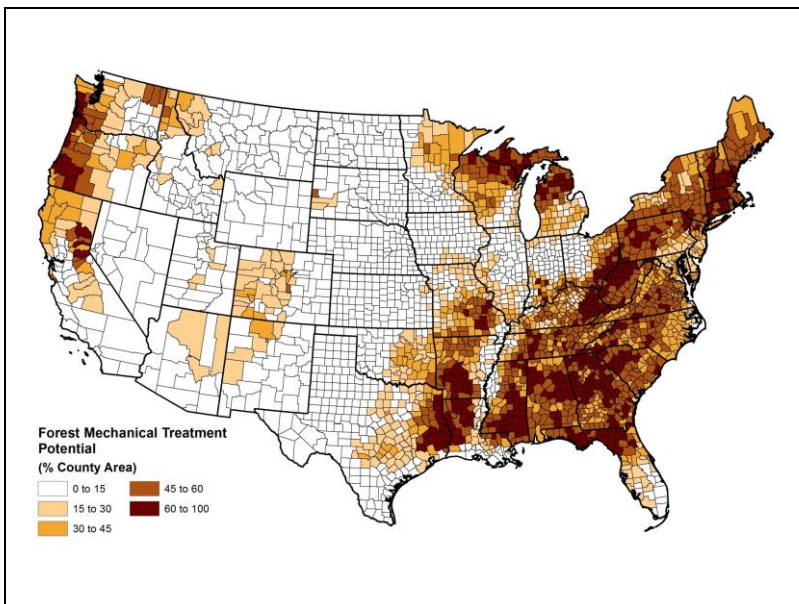 Forest Mechanical Treatment
Potential
(% County Area)
0 to 15
45 to 60
15 to 30
60 to 100
30 to 45